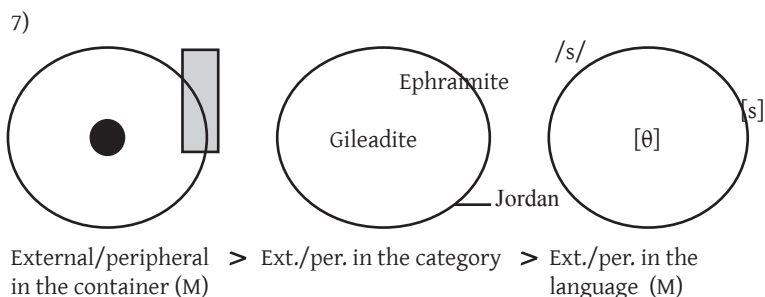 7)
/s/
Ephraimite
[s]
Gileadite
[θ]
Jordan
External/peripheral > Ext./per. in the category > Ext./per. in the
in the container (M) language (M)